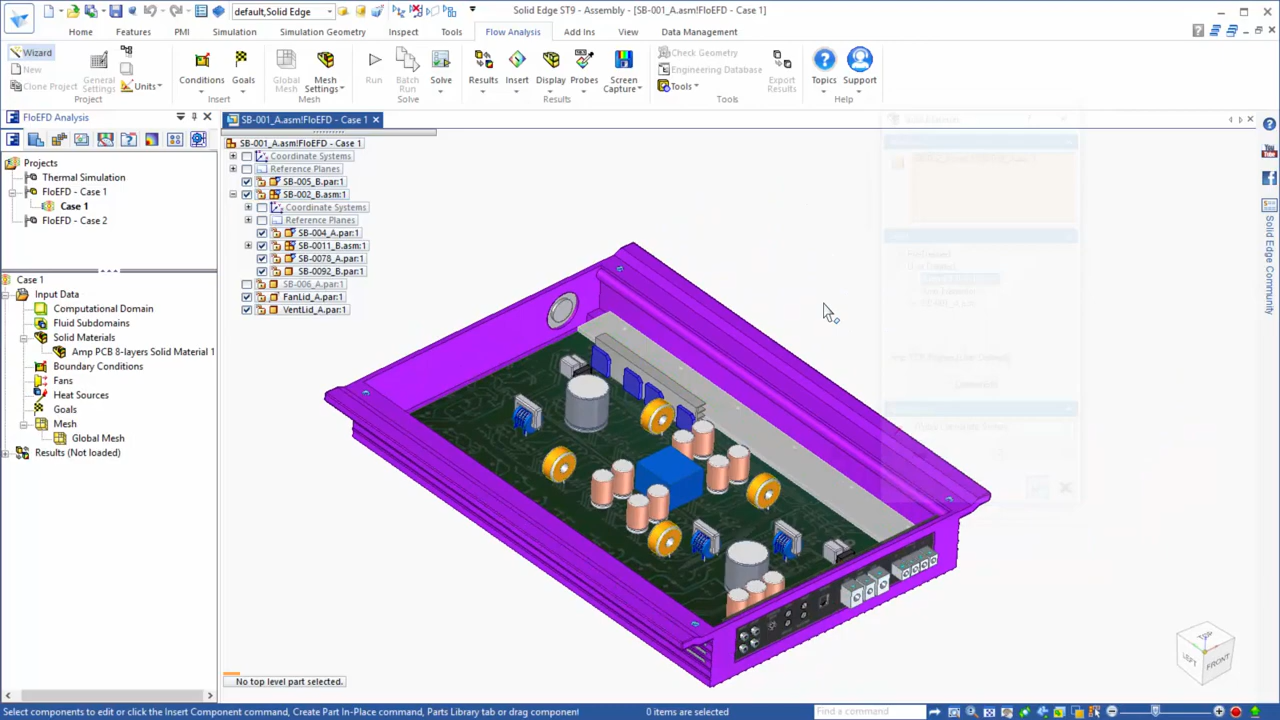 default,Solid Edge
Solid Edge ST9 - Assembly - [SB-001_A.asm!FloEFD - Case 1]
Home
Features
PMI
Simulation
Simulation Geometry
Inspect
Tools
Flow Analysis
Add Ins
View
Data Management
Wizard
New
Clone Project
General Settings
Units
Project
Conditions
Goals
Insert
Global Mesh
Mesh Settings
Mesh
Run
Batch Run
Solve
Solve
Results
Insert
Display
Probes
Screen Capture
Results
Check Geometry
Engineering Database
Tools
Export Results
Tools
Topics
Support
Help
FloEFD Analysis
Projects
Thermal Simulation
FloEFD - Case 1
Case 1
FloEFD - Case 2
Case 1
Input Data
Computational Domain
Fluid Subdomains
Solid Materials
Amp PCB 8-layers Solid Material 1
Boundary Conditions
Fans
Heat Sources
Goals
Mesh
Global Mesh
Results (Not loaded)
SB-001_A.asm!FloEFD - Case 1
SB-001_A.asm!FloEFD - Case 1
Coordinate Systems
Reference Planes
SB-005_B.par:1
SB-002_B.asm:1
Coordinate Systems
Reference Planes
SB-004_A.par:1
SB-0011_B.asm:1
SB-0078_A.par:1
SB-0092_B.par:1
SB-006_A.par:1
FanLid_A.par:1
VentLid_A.par:1
TOP
LEFT
FRONT
You Tube
Solid Edge Community
No top level part selected.
Select components to edit or click the Insert Component command, Create Part In-Place command, Parts Library tab or drag component
0 items are selected
Find a command